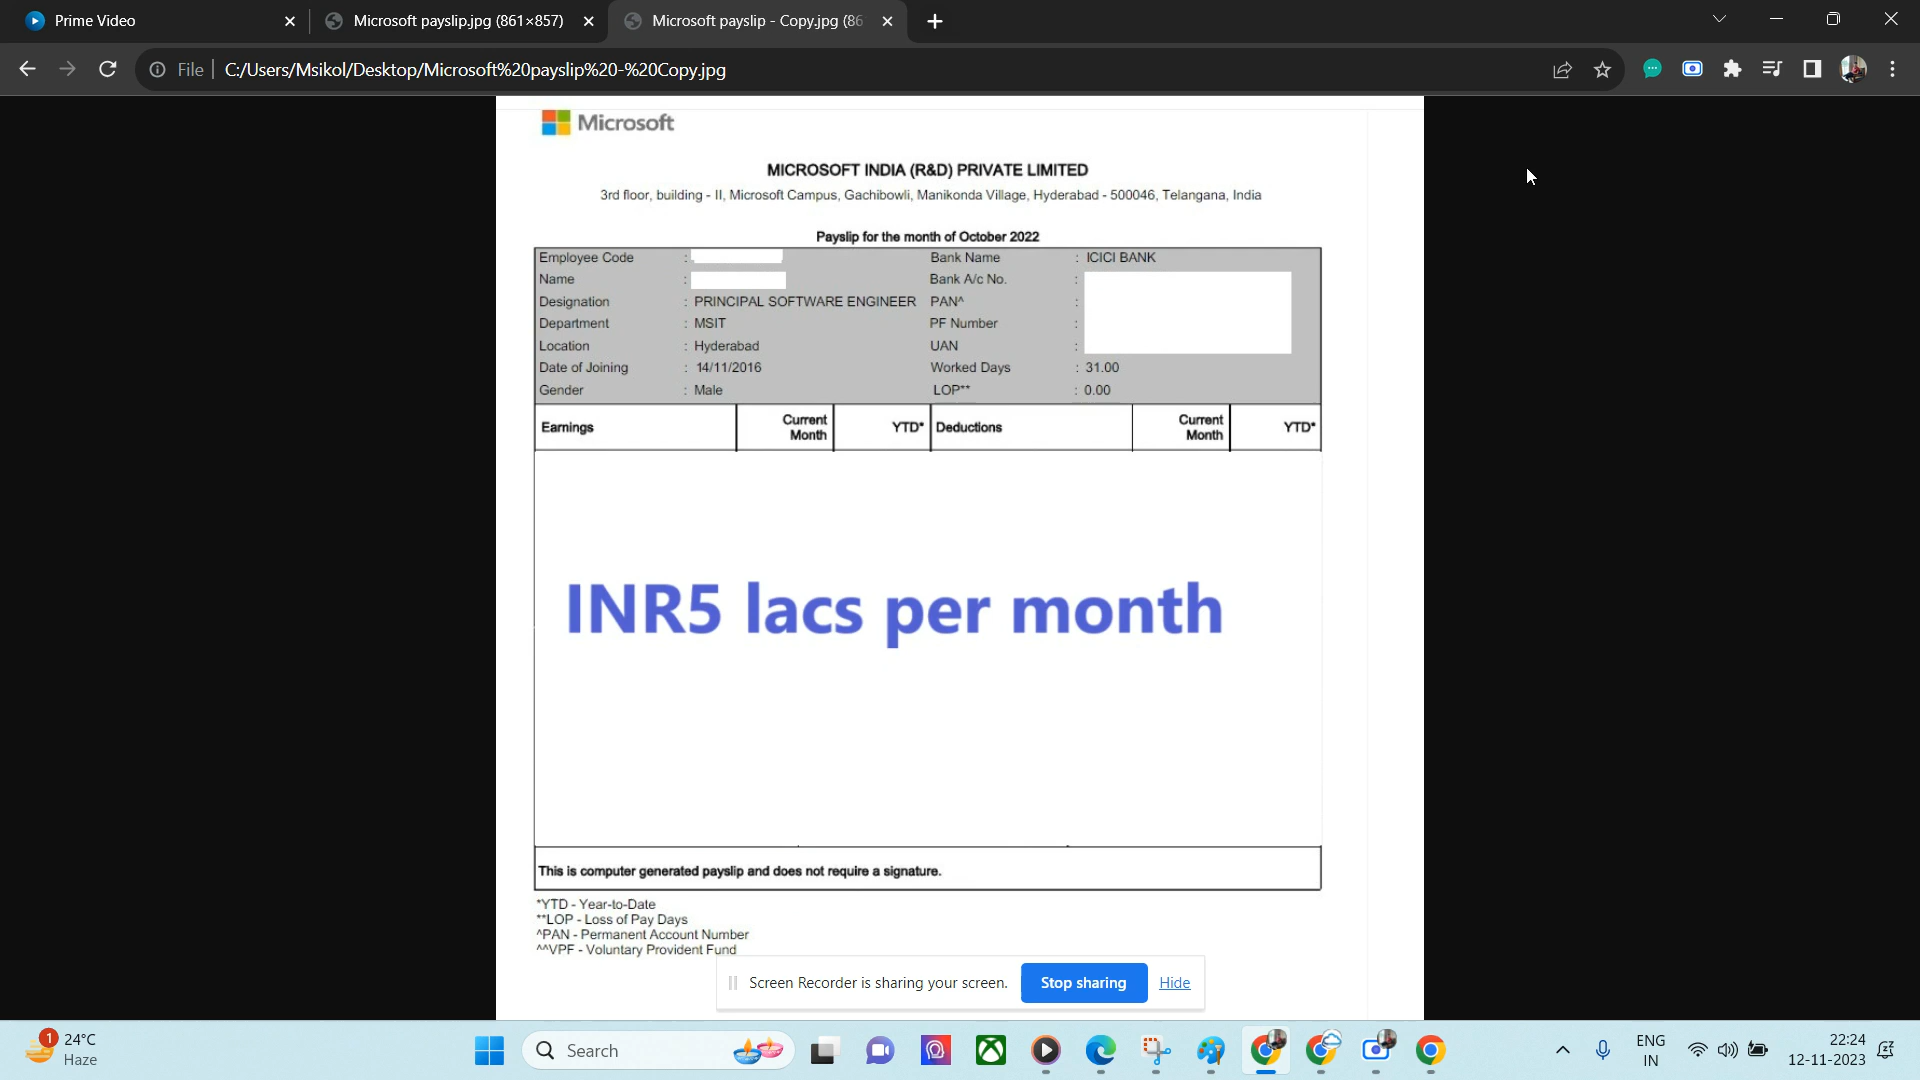 Prime Video
Microsoft payslip.jpg (861×857)
Microsoft payslip - Copy.jpg (86
File
C:/Users/Msikol/Desktop/Microsoft%20payslip%20-%20Copy.jpg
Microsoft
MICROSOFT INDIA (R&D) PRIVATE LIMITED
3rd floor, building - II, Microsoft Campus, Gachibowli, Manikonda Village, Hyderabad - 500046, Telangana, India
Payslip for the month of October 2022
Employee Code : Bank Name : ICICI BANK
Name : Bank A/c No. :
Designation : PRINCIPAL SOFTWARE ENGINEER PAN^ :
Department : MSIT PF Number :
Location : Hyderabad UAN :
Date of Joining : 14/11/2016 Worked Days : 31.00
Gender : Male LOP** : 0.00
Earnings Current Month YTD* Deductions Current Month YTD*
INR5 lacs per month
This is computer generated payslip and does not require a signature.
*YTD - Year-to-Date
**LOP - Loss of Pay Days
^PAN - Permanent Account Number
^^VPF - Voluntary Provident Fund
Screen Recorder is sharing your screen. Stop sharing Hide
1
24°C
Haze
Search
ENG
IN
22:24
12-11-2023